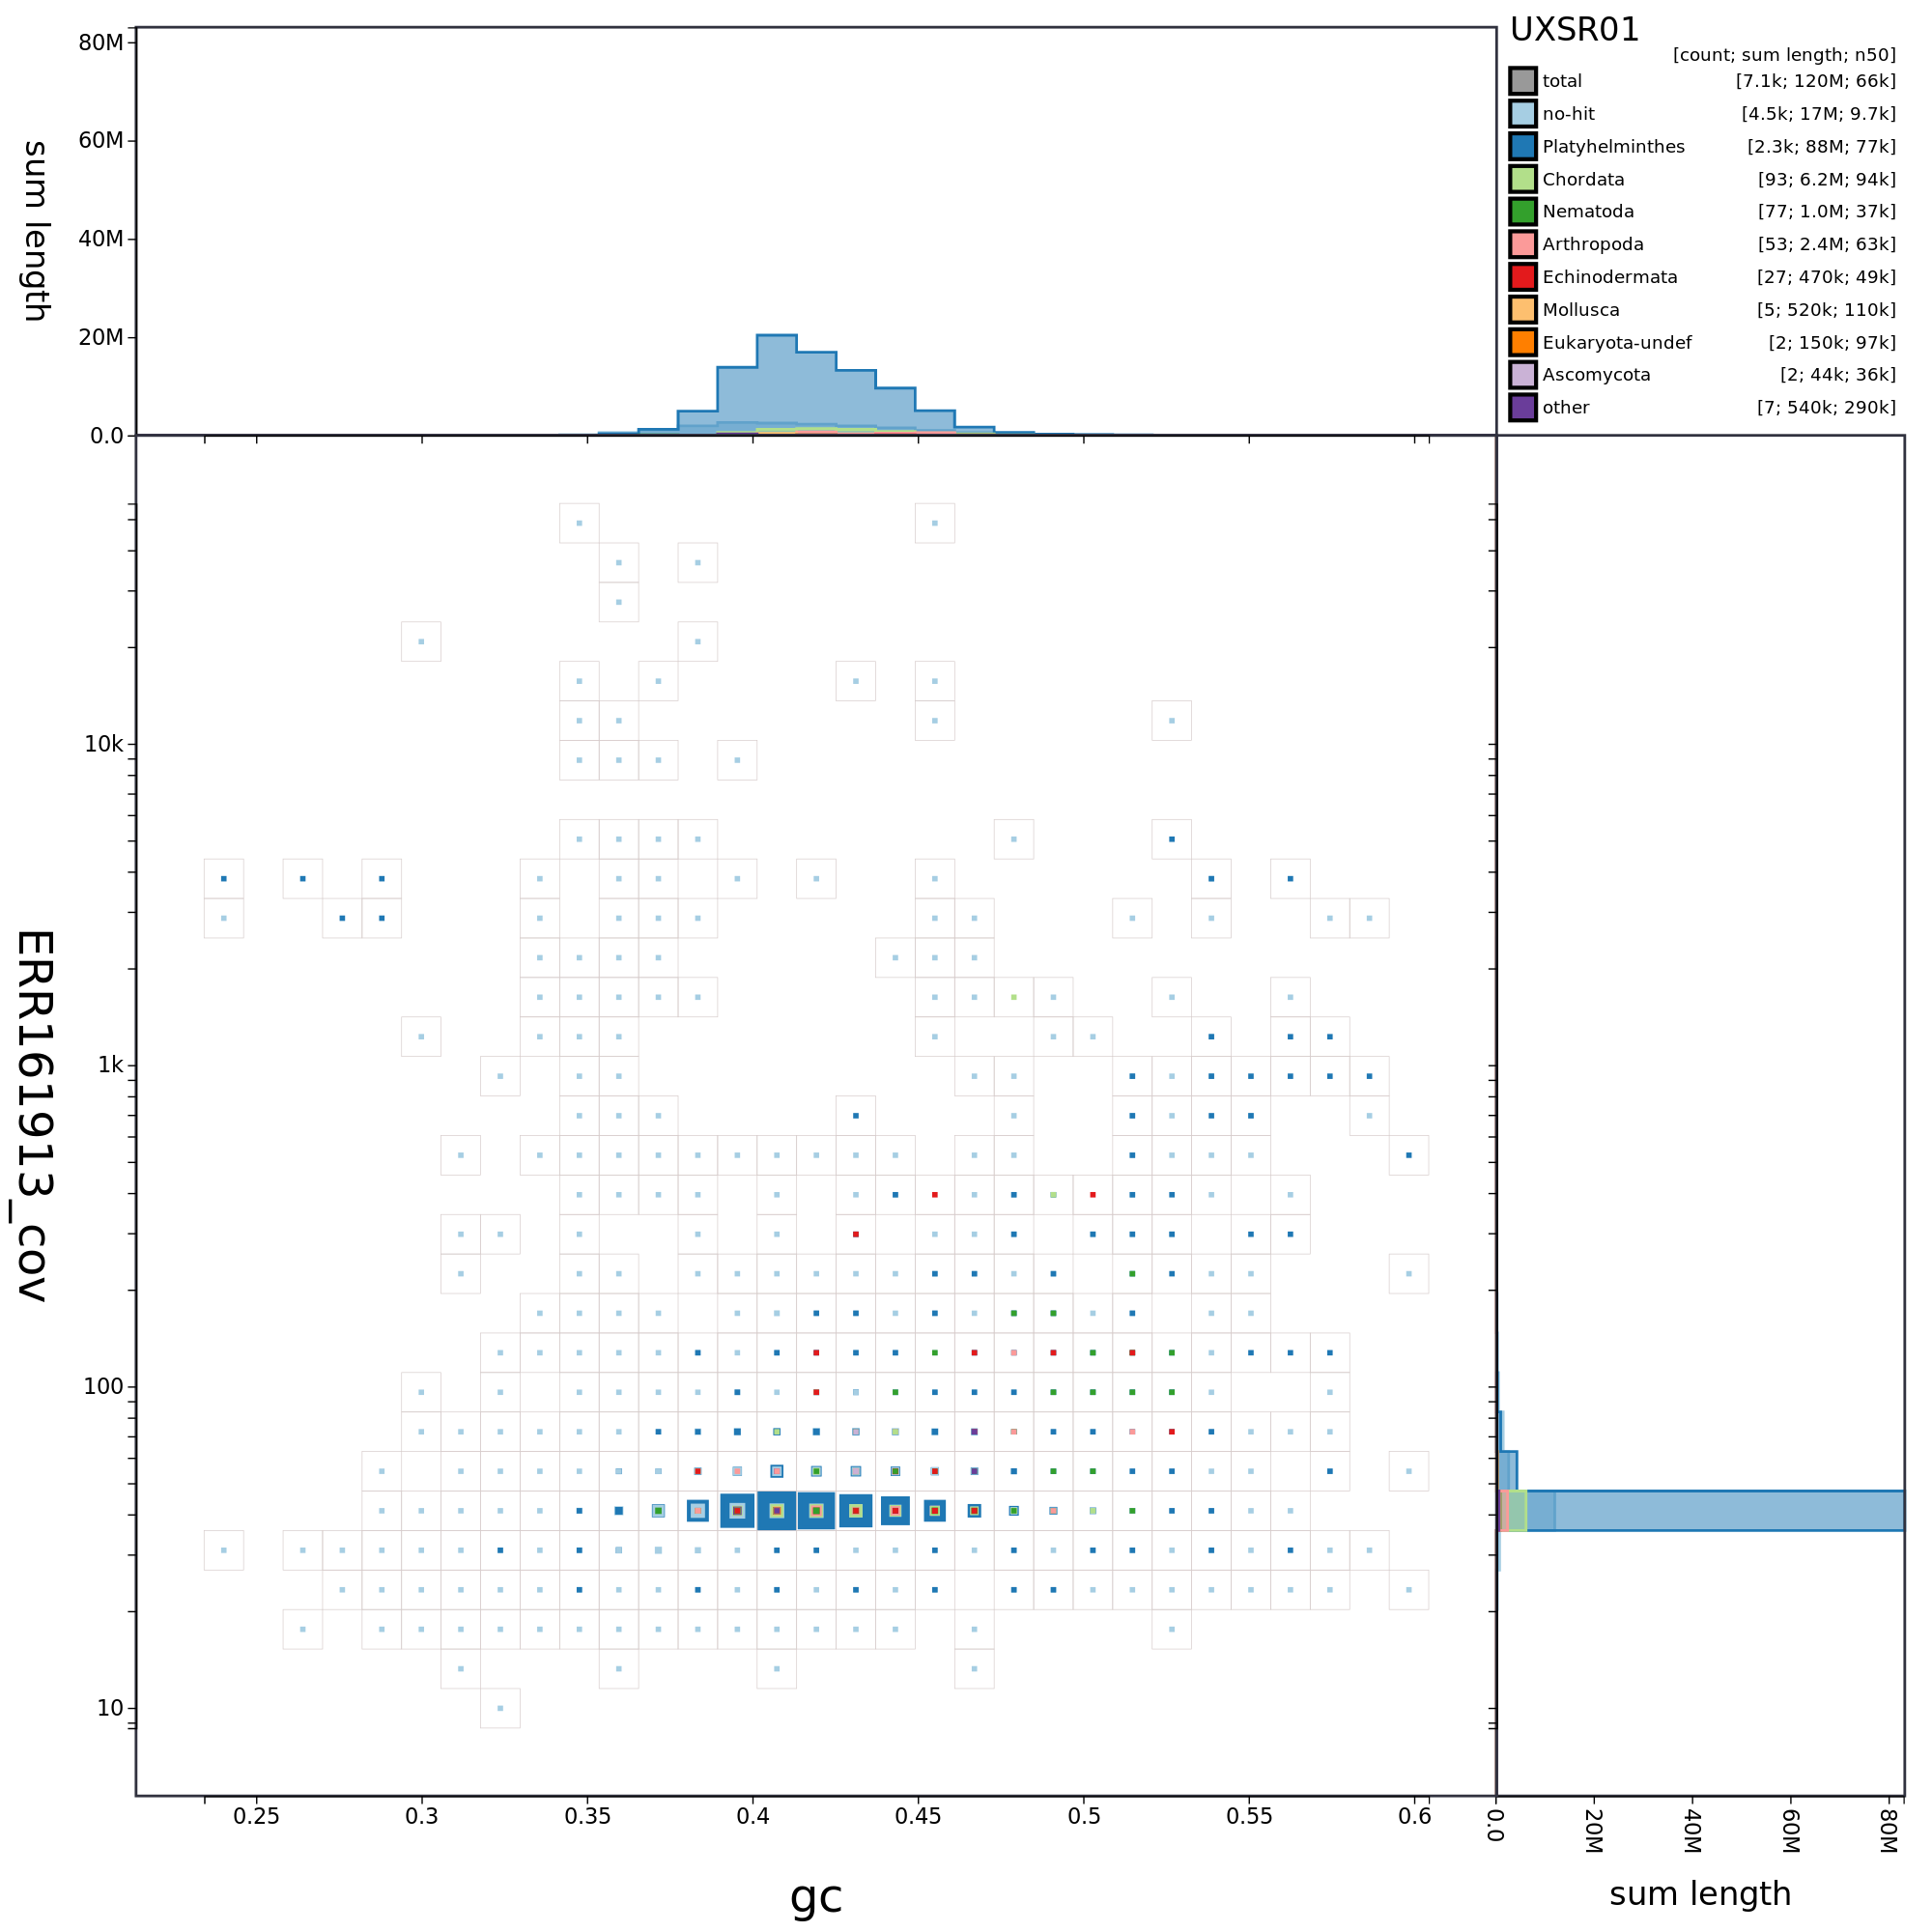 UXSR01
[count; sum length; n50]
total [7.1k; 120M; 66k]
no-hit [4.5k; 17M; 9.7k]
Platyhelminthes [2.3k; 88M; 77k]
Chordata [93; 6.2M; 94k]
Nematoda [77; 1.0M; 37k]
Arthropoda [53; 2.4M; 63k]
Echinodermata [27; 470k; 49k]
Mollusca [5; 520k; 110k]
Eukaryota-undef [2; 150k; 97k]
Ascomycota [2; 44k; 36k]
other [7; 540k; 290k]
sum length
80M
60M
40M
20M
0.0
ERR161913_cov
10k
1k
100
10
0.25 0.3 0.35 0.4 0.45 0.5 0.55 0.6
gc
0.0 20M 40M 60M 80M
sum length